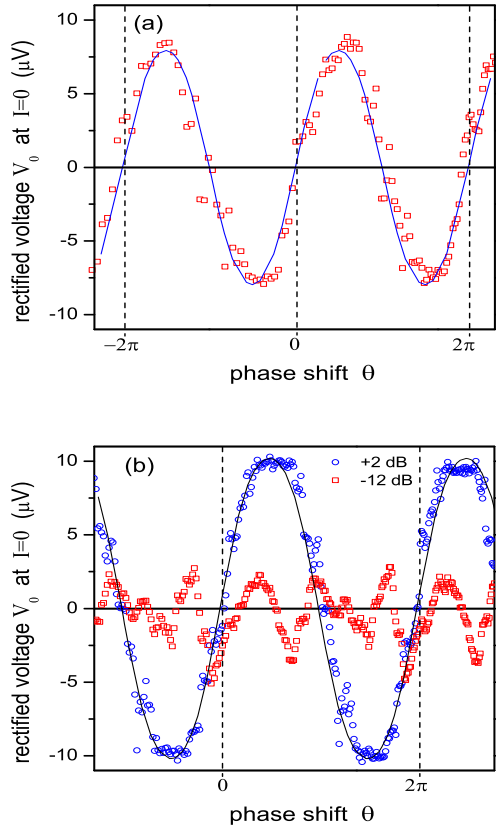 (a)
10
5
0
-5
-10
rectified voltage V₀ at I=0 (μV)
−2π
0
2π
phase shift θ
(b)
+2 dB
-12 dB
10
5
0
-5
-10
rectified voltage V₀ at I=0 (μV)
0
2π
phase shift θ